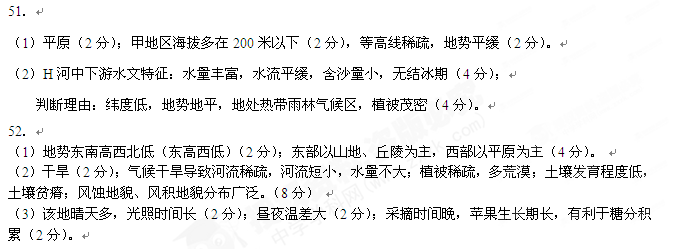 51.
(1)平原(2分);甲地区海拔多在200米以下(2分),等高线稀疏,地势平缓(2分)。
(2)H河中下游水文特征:水量丰富,水流平缓,含沙量小,无结冰期(4分);
判断理由:纬度低,地势地平,地处热带雨林气候区,植被茂密(4分)。
52.
(1)地势东南高西北低(东高西低)(2分);东部以山地、丘陵为主,西部以平原为主(4分)。
(2)干旱(2分);气候干旱导致河流稀疏,河流短小,水量不大;植被稀疏,多荒漠;土壤发育程度低,
土壤贫瘠;风蚀地貌、风积地貌分布广泛。(8分)
(3)该地晴天多,光照时间长(2分);昼夜温差大(2分);采摘时间晚,苹果生长期长,有利于糖分积
累(2分)。